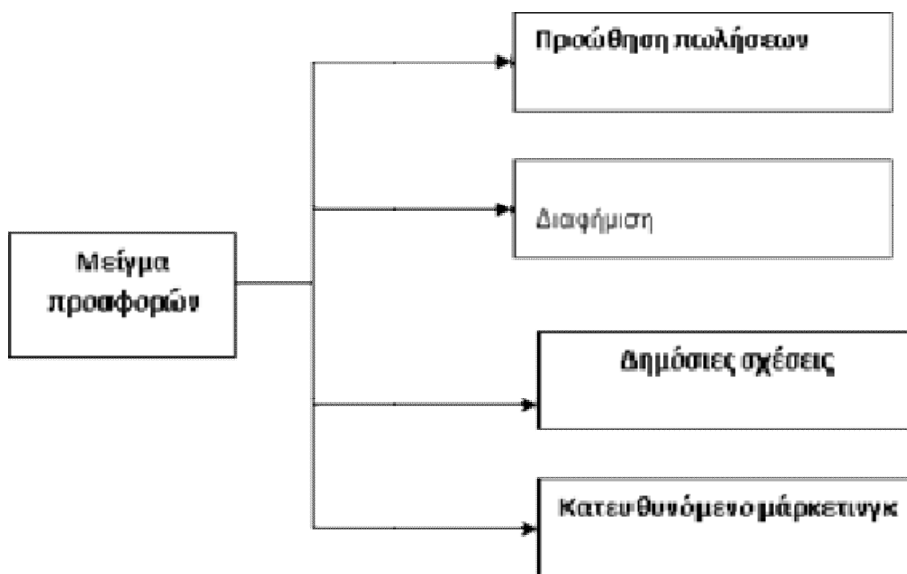 Προώθηση πωλήσεων
Διαφήμιση
Μείγμα
προσφορών
Δημόσιες σχέσεις
Κατευθυνόμενο μάρκετινγκ